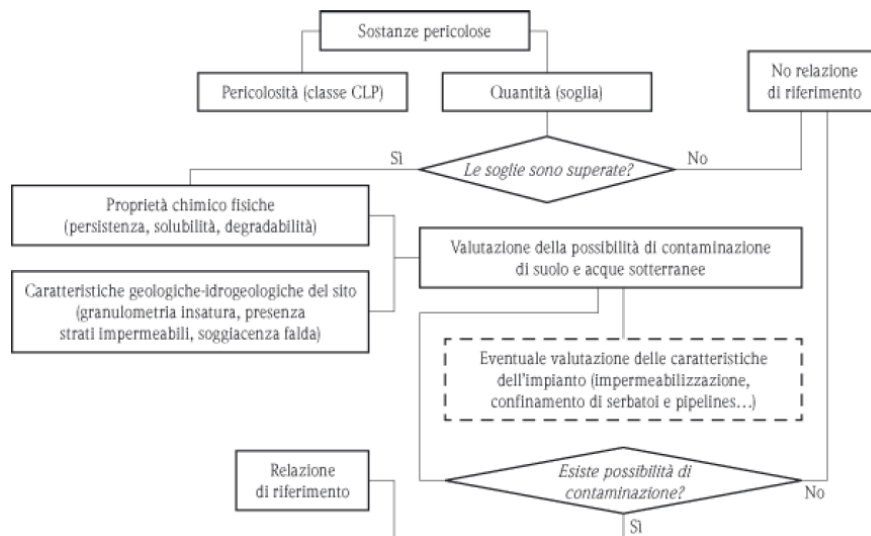 Sostanze pericolose
Pericolosità (classe CLP)
Quantità (soglia)
No relazione
di riferimento
Sì
Le soglie sono superate?
No
Proprietà chimico fisiche
(persistenza, solubilità, degradabilità)
Valutazione della possibilità di contaminazione
di suolo e acque sotterranee
Caratteristiche geologiche-idrogeologiche del sito
(granulometria insatura, presenza
strati impermeabili, soggiacenza falda)
Eventuale valutazione delle caratteristiche
dell'impianto (impermeabilizzazione,
confinamento di serbatoi e pipelines…)
Relazione
di riferimento
Esiste possibilità di
contaminazione?
No
Sì